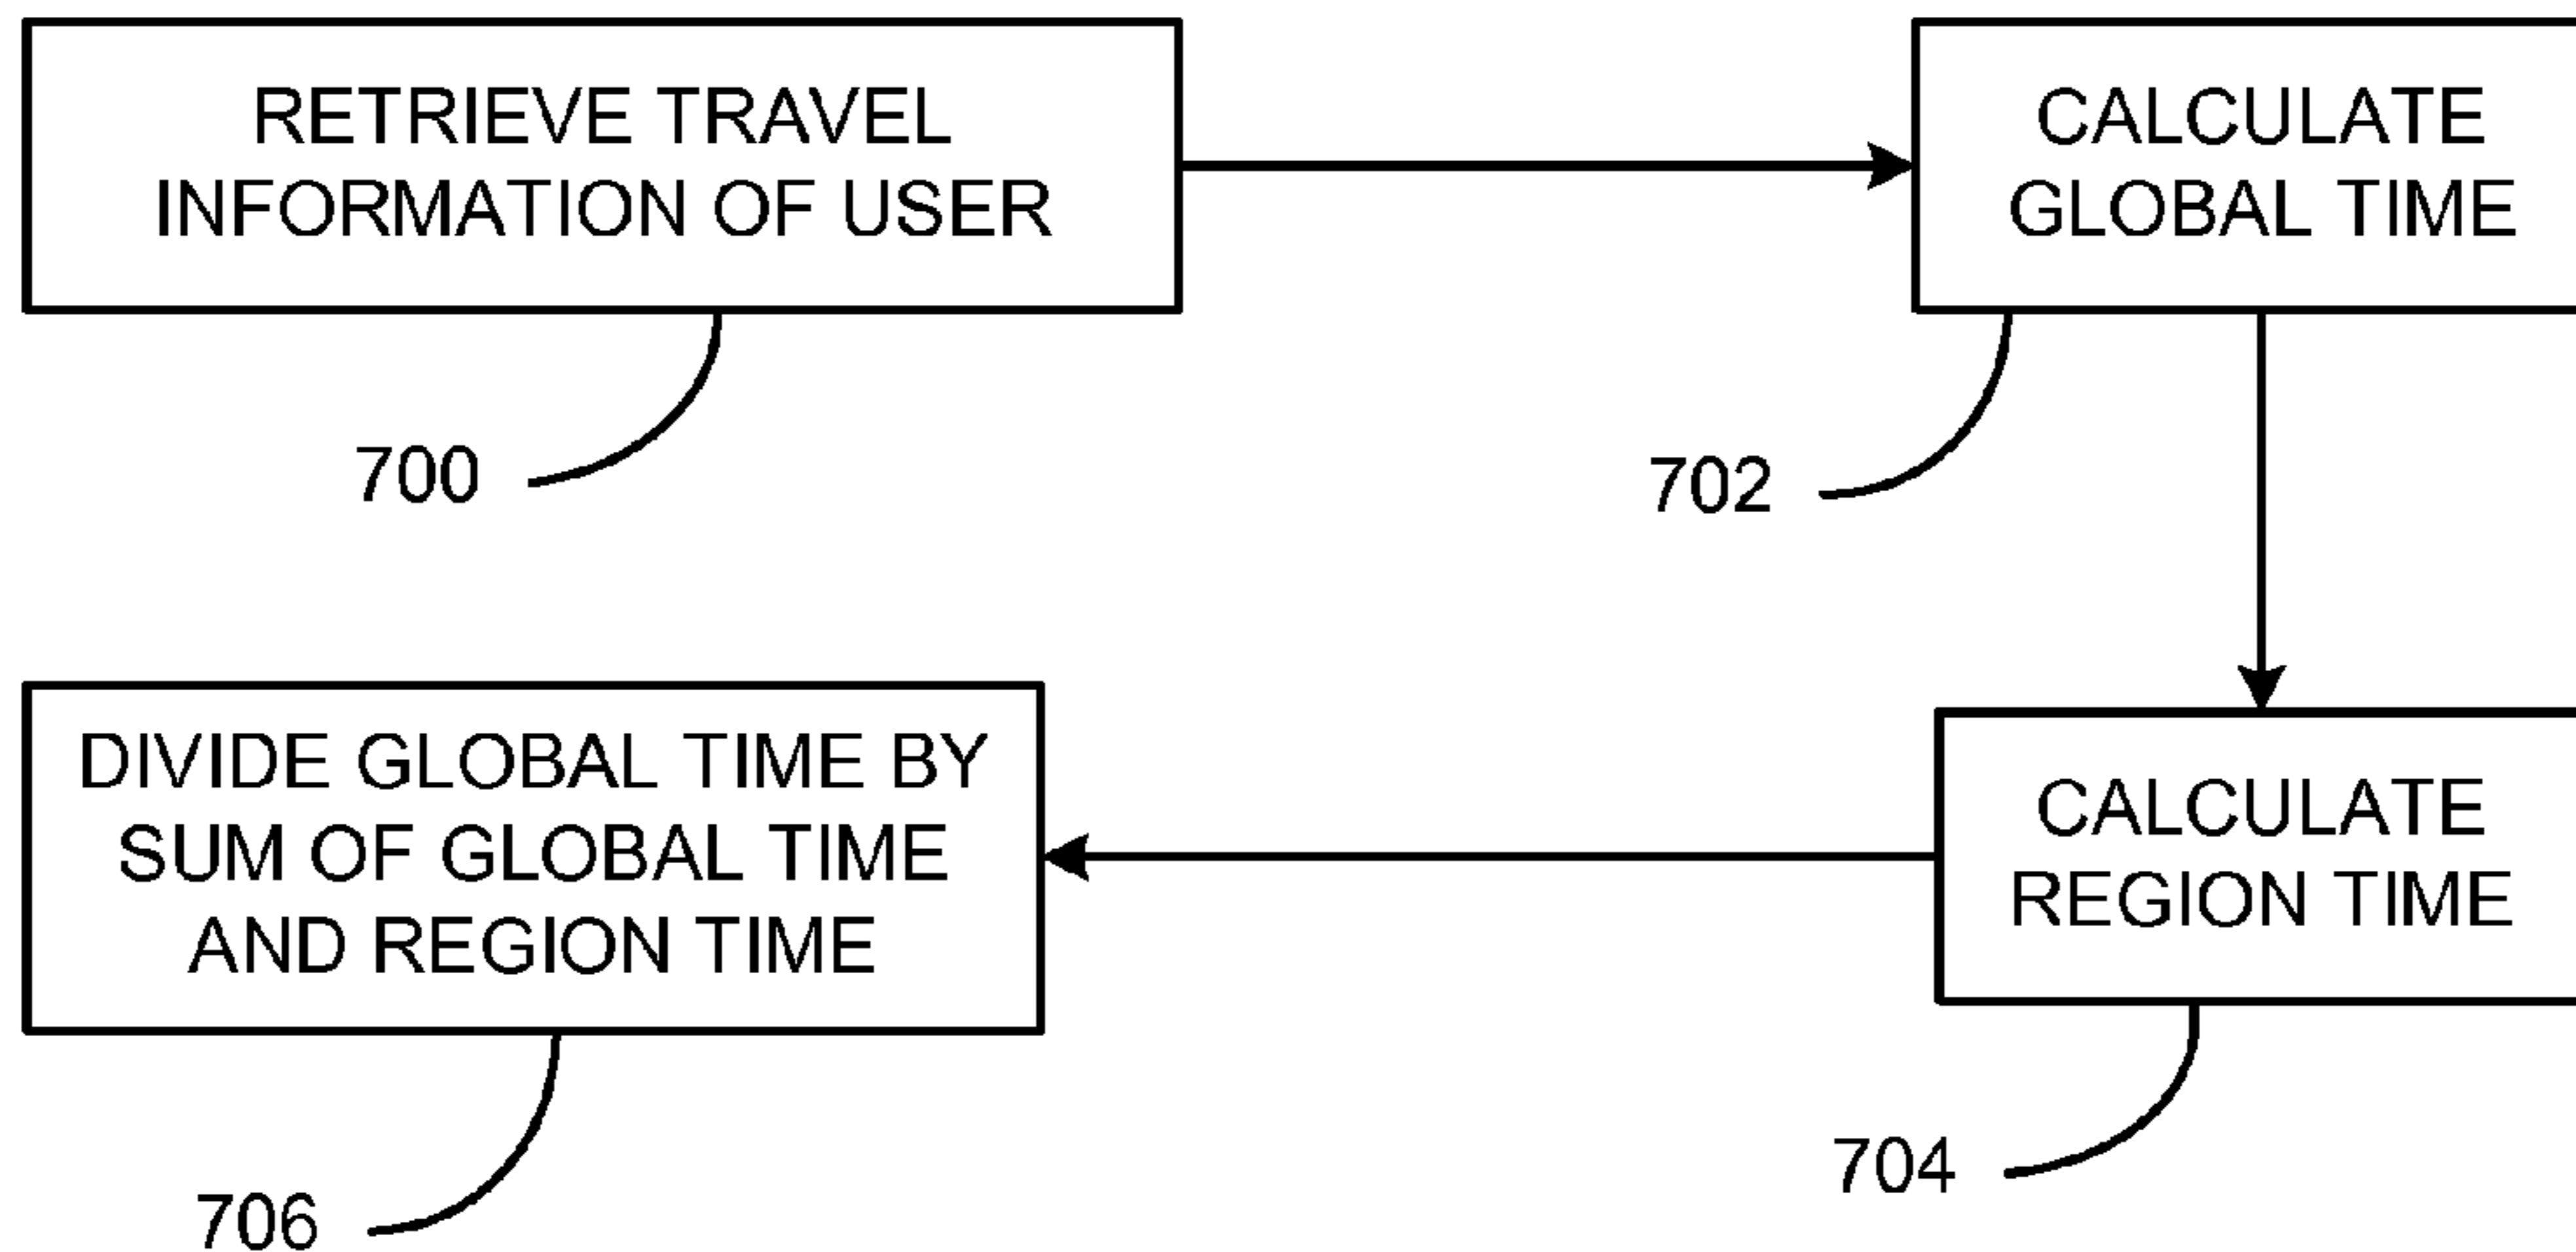 RETRIEVE TRAVEL
INFORMATION OF USER
700
CALCULATE
GLOBAL TIME
702
CALCULATE
REGION TIME
704
DIVIDE GLOBAL TIME BY
SUM OF GLOBAL TIME
AND REGION TIME
706